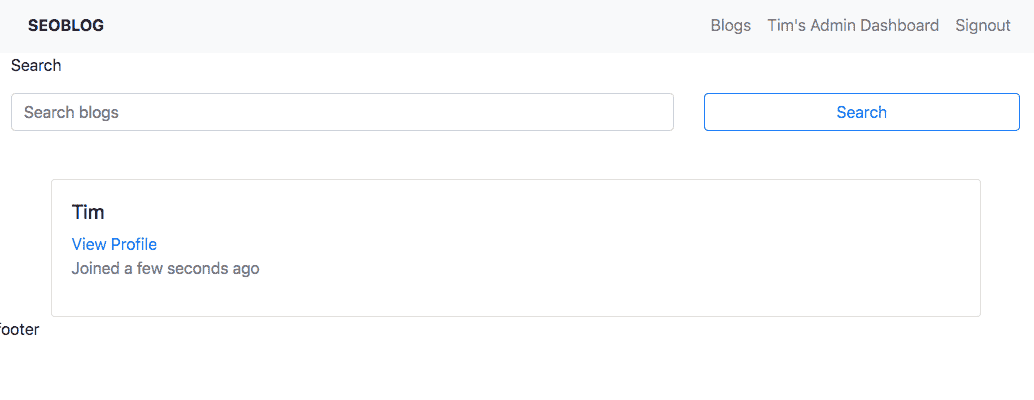 SEOBLOG Blogs Tim's Admin Dashboard Signout
Search
Search blogs Search
Tim
View Profile
Joined a few seconds ago
footer